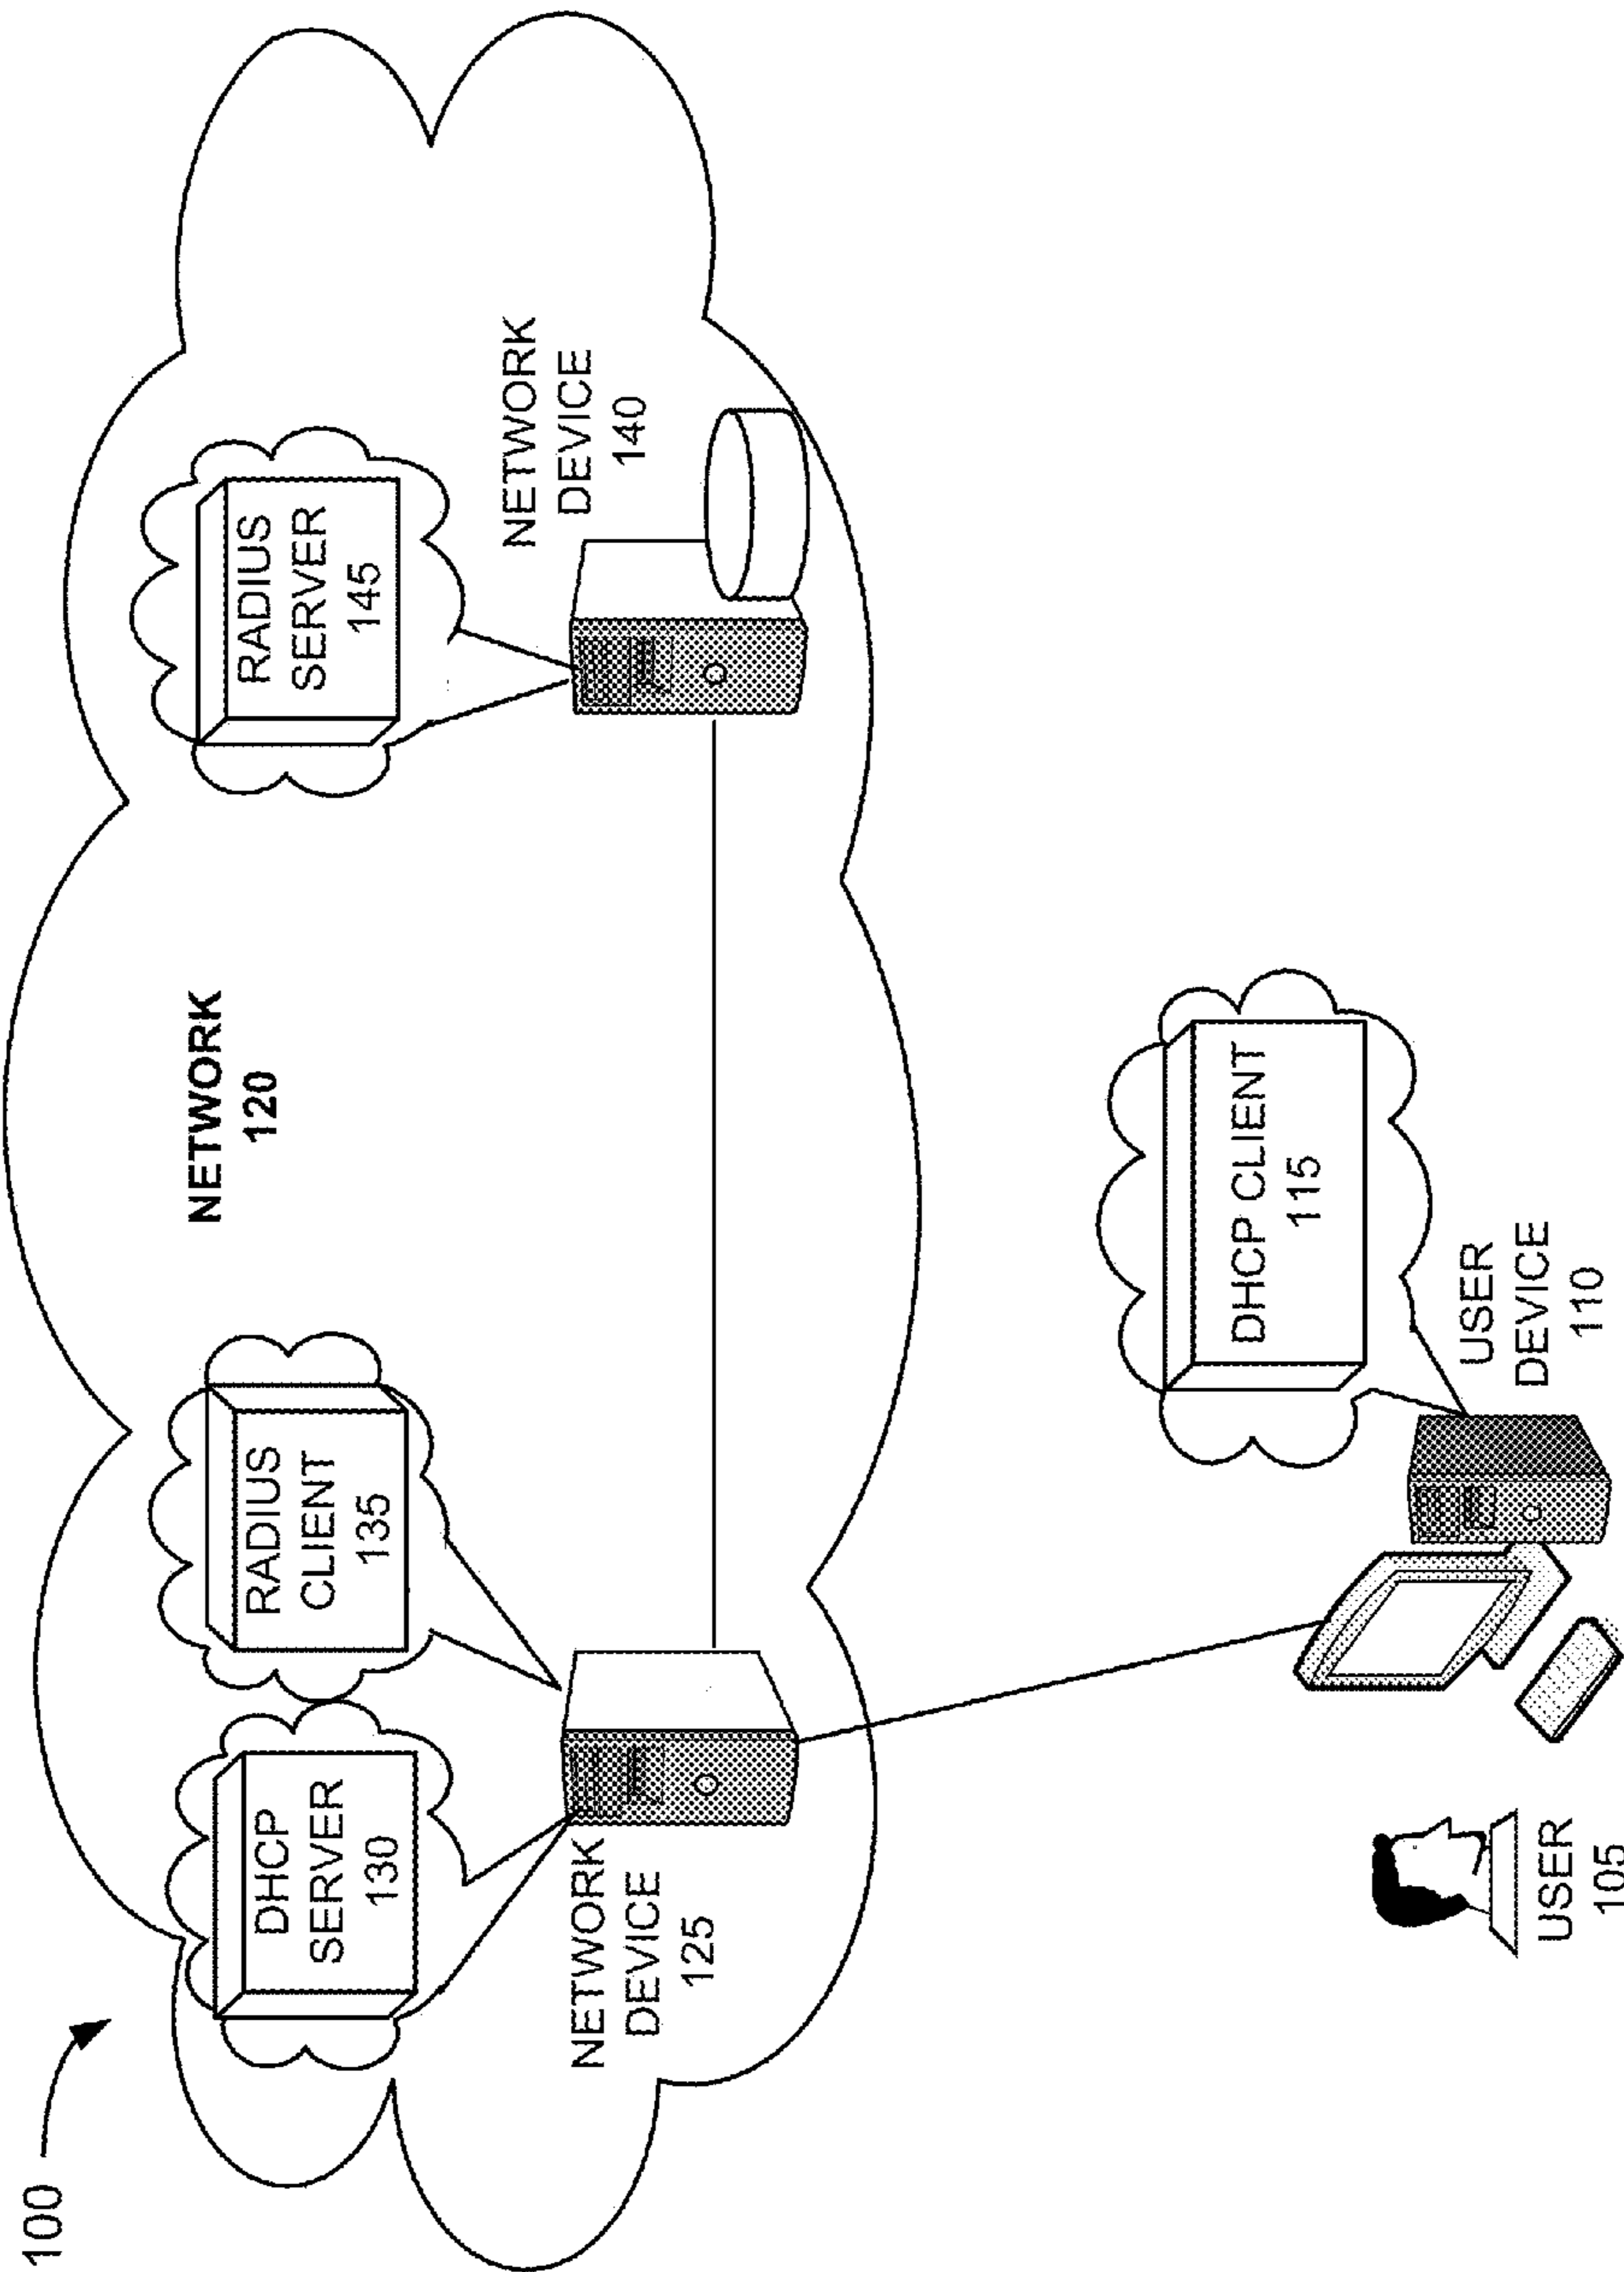 100
NETWORK
120
DHCP
SERVER
130
RADIUS
CLIENT
135
RADIUS
SERVER
145
NETWORK
DEVICE
125
NETWORK
DEVICE
140
DHCP CLIENT
115
USER
105
USER
DEVICE
110